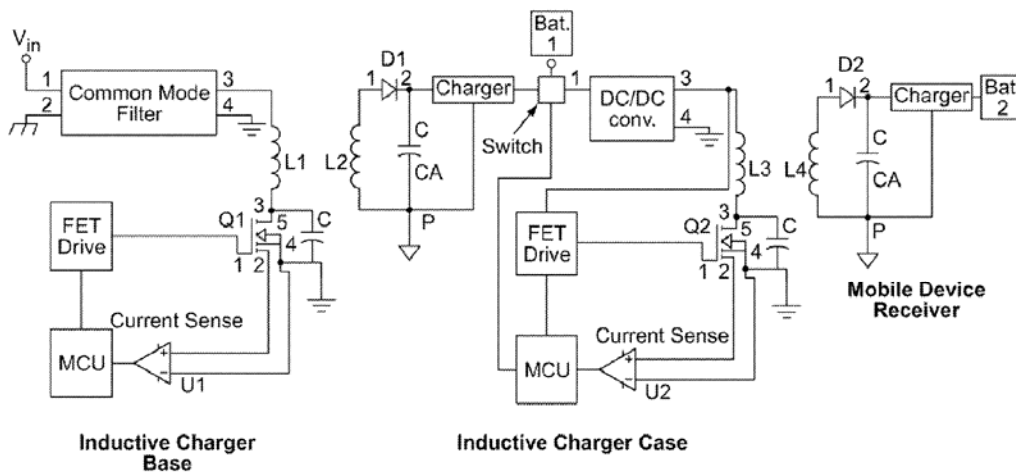 Vin
1
2
Common Mode
Filter
3
4
L1
Q1
3
5
4
1
2
C
FET
Drive
MCU
Current Sense
+
−
U1
Inductive Charger
Base
D1
1
2
L2
C
CA
P
Charger
Bat.
1
Switch
1
DC/DC
conv.
3
4
L3
Q2
3
5
4
1
2
C
FET
Drive
MCU
Current Sense
+
−
U2
Inductive Charger Case
D2
1
2
L4
C
CA
P
Charger
Bat.
2
Mobile Device
Receiver